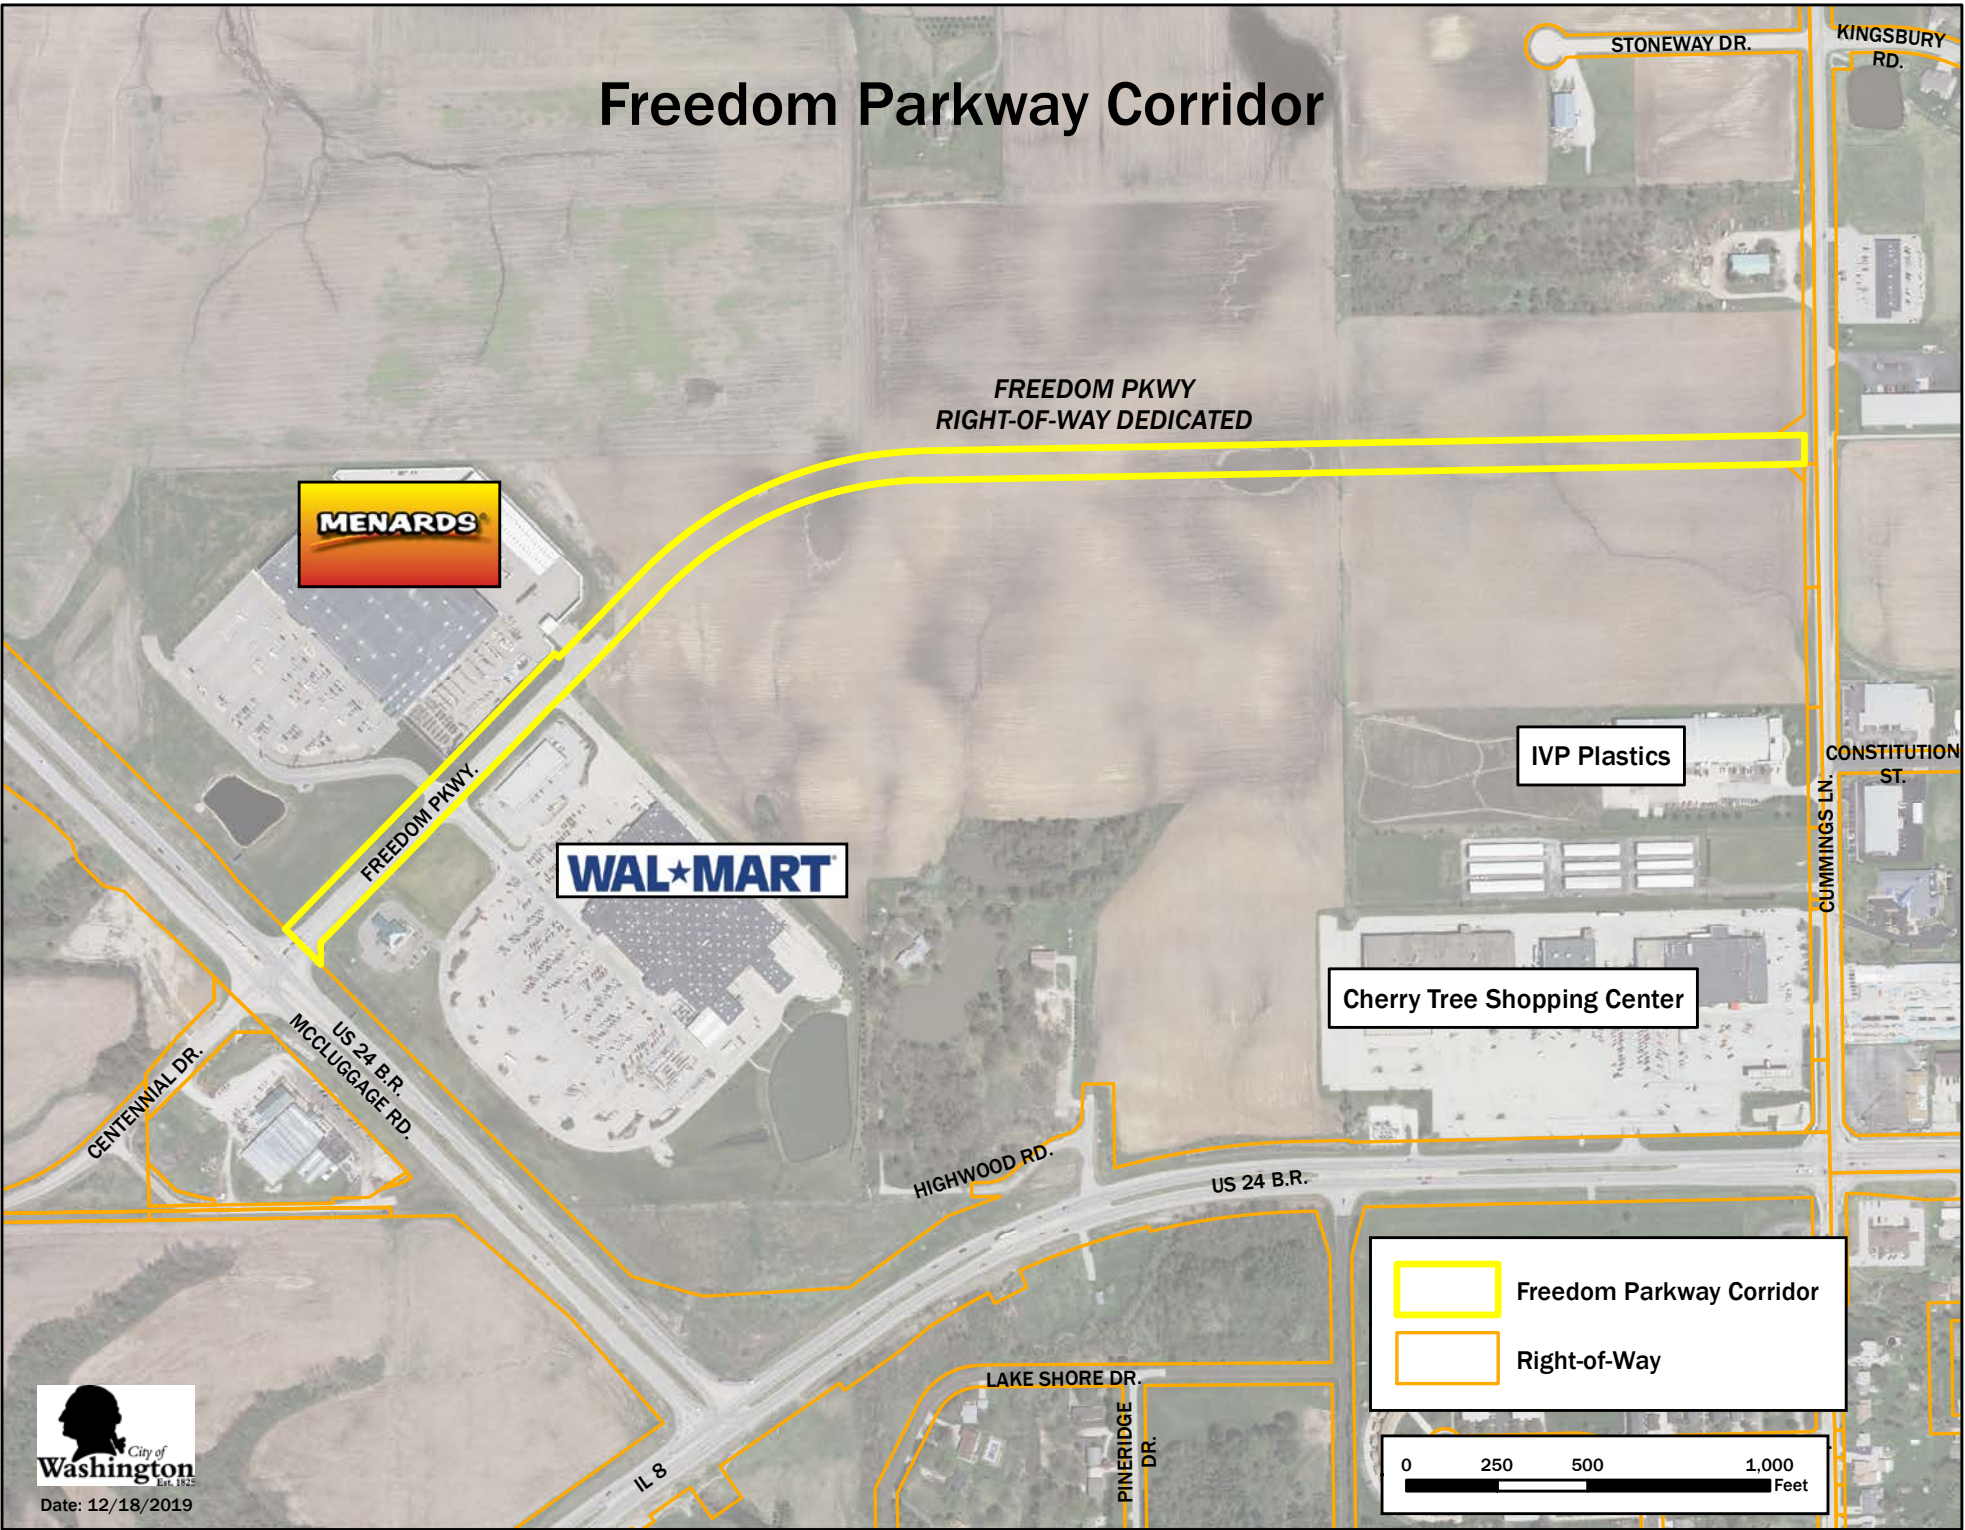 Freedom Parkway Corridor
STONEWAY DR.
KINGSBURY
RD.
FREEDOM PKWY
RIGHT-OF-WAY DEDICATED
MENARDS®
FREEDOM PKWY.
WAL★MART®
IVP Plastics
CONSTITUTION
ST.
CUMMINGS LN.
Cherry Tree Shopping Center
CENTENNIAL DR.
US 24 B.R.
MCCLUGGAGE RD.
HIGHWOOD RD.
US 24 B.R.
LAKE SHORE DR.
PINERIDGE
DR.
IL 8
Freedom Parkway Corridor
Right-of-Way
0 250 500 1,000
Feet
City of
Washington
Est. 1825
Date: 12/18/2019